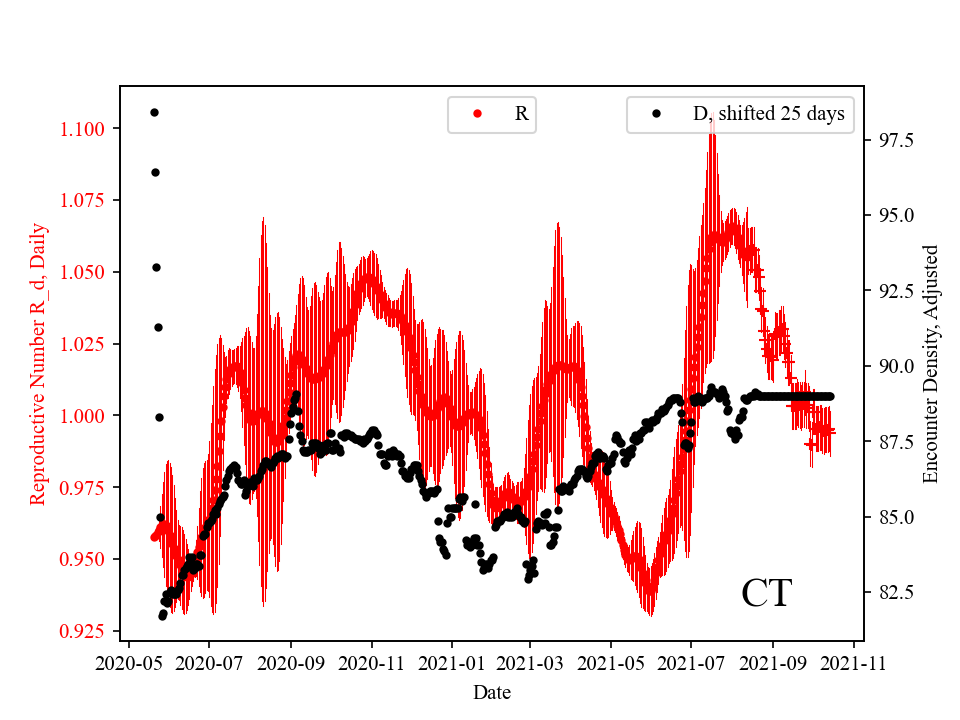 R
D, shifted 25 days
1.100
1.075
1.050
1.025
1.000
0.975
0.950
0.925
Reproductive Number R_d, Daily
97.5
95.0
92.5
90.0
87.5
85.0
82.5
Encounter Density, Adjusted
CT
2020-05 2020-07 2020-09 2020-11 2021-01 2021-03 2021-05 2021-07 2021-09 2021-11
Date